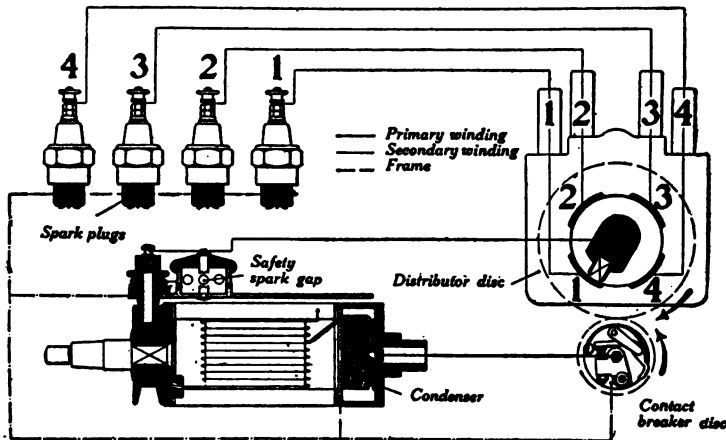 4 3 2 1
1 2 3 4
Primary winding
Secondary winding
Frame
2 3
Spark plugs
Safety
spark gap
Distributor disc
1 4
Condenser
Contact
breaker disc